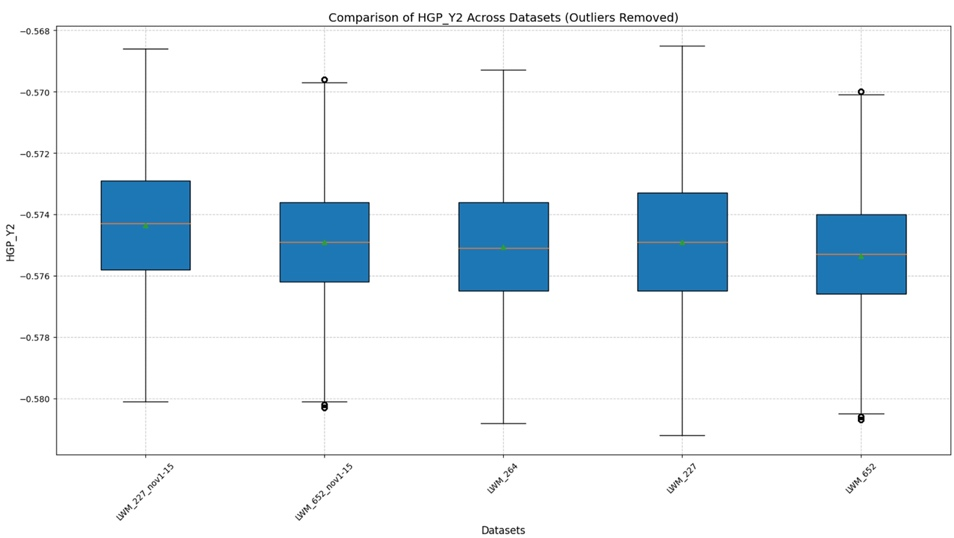 Comparison of HGP_Y2 Across Datasets (Outliers Removed)
HGP_Y2
−0.568
−0.570
−0.572
−0.574
−0.576
−0.578
−0.580
LWM_227_nov1-15
LWM_652_nov1-15
LWM_264
LWM_227
LWM_652
Datasets